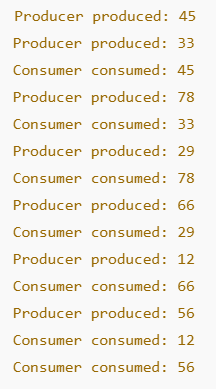 Producer produced: 45
Producer produced: 33
Consumer consumed: 45
Producer produced: 78
Consumer consumed: 33
Producer produced: 29
Consumer consumed: 78
Producer produced: 66
Consumer consumed: 29
Producer produced: 12
Consumer consumed: 66
Producer produced: 56
Consumer consumed: 12
Consumer consumed: 56